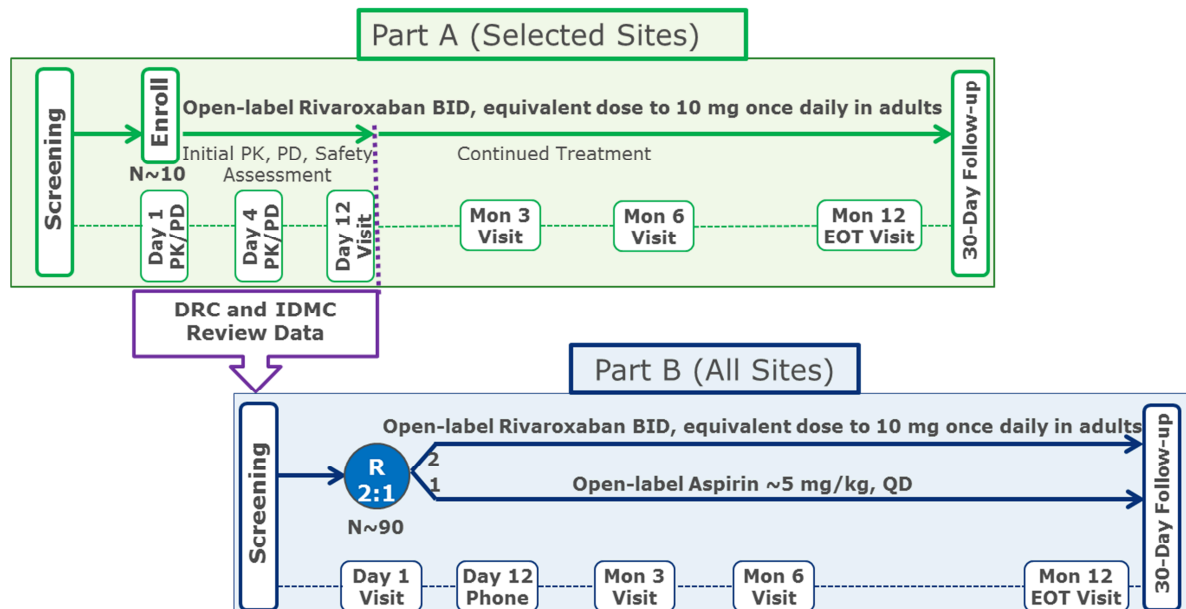 Part A (Selected Sites)
Screening
Enroll
N~10
Open-label Rivaroxaban BID, equivalent dose to 10 mg once daily in adults
Initial PK, PD, Safety
Assessment
Continued Treatment
Day 1
PK/PD
Day 4
PK/PD
Day 12
Visit
Mon 3
Visit
Mon 6
Visit
Mon 12
EOT Visit
30-Day Follow-up
DRC and IDMC
Review Data
Part B (All Sites)
Screening
R
2:1
N~90
2
1
Open-label Rivaroxaban BID, equivalent dose to 10 mg once daily in adults
Open-label Aspirin ~5 mg/kg, QD
Day 1
Visit
Day 12
Phone
Mon 3
Visit
Mon 6
Visit
Mon 12
EOT Visit
30-Day Follow-up